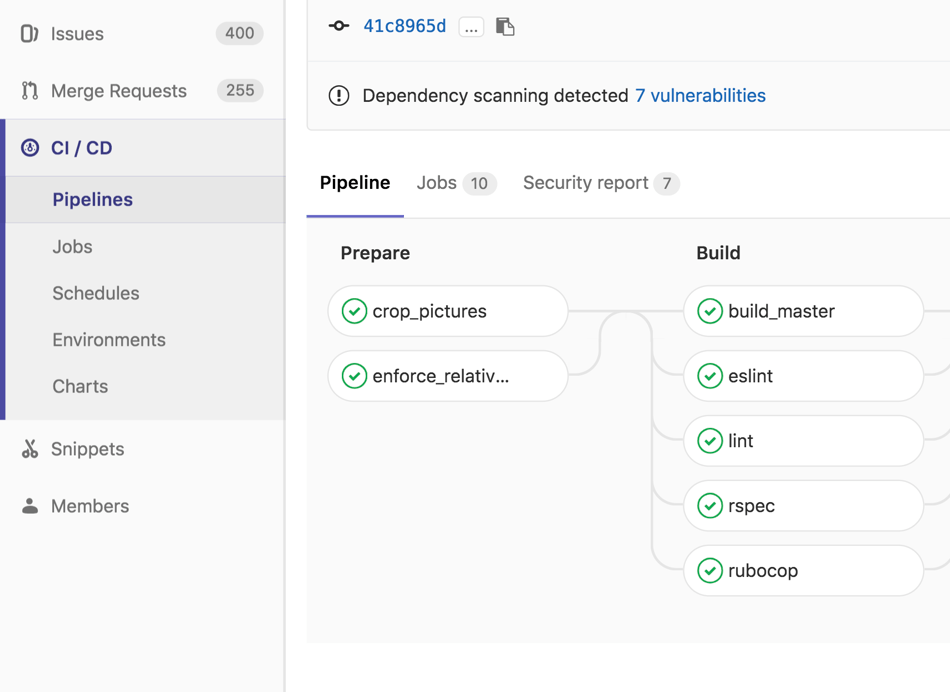 Issues 400
Merge Requests 255
CI / CD
Pipelines
Jobs
Schedules
Environments
Charts
Snippets
Members
41c8965d ...
Dependency scanning detected 7 vulnerabilities
Pipeline Jobs 10 Security report 7
Prepare
crop_pictures
enforce_relativ...
Build
build_master
eslint
lint
rspec
rubocop